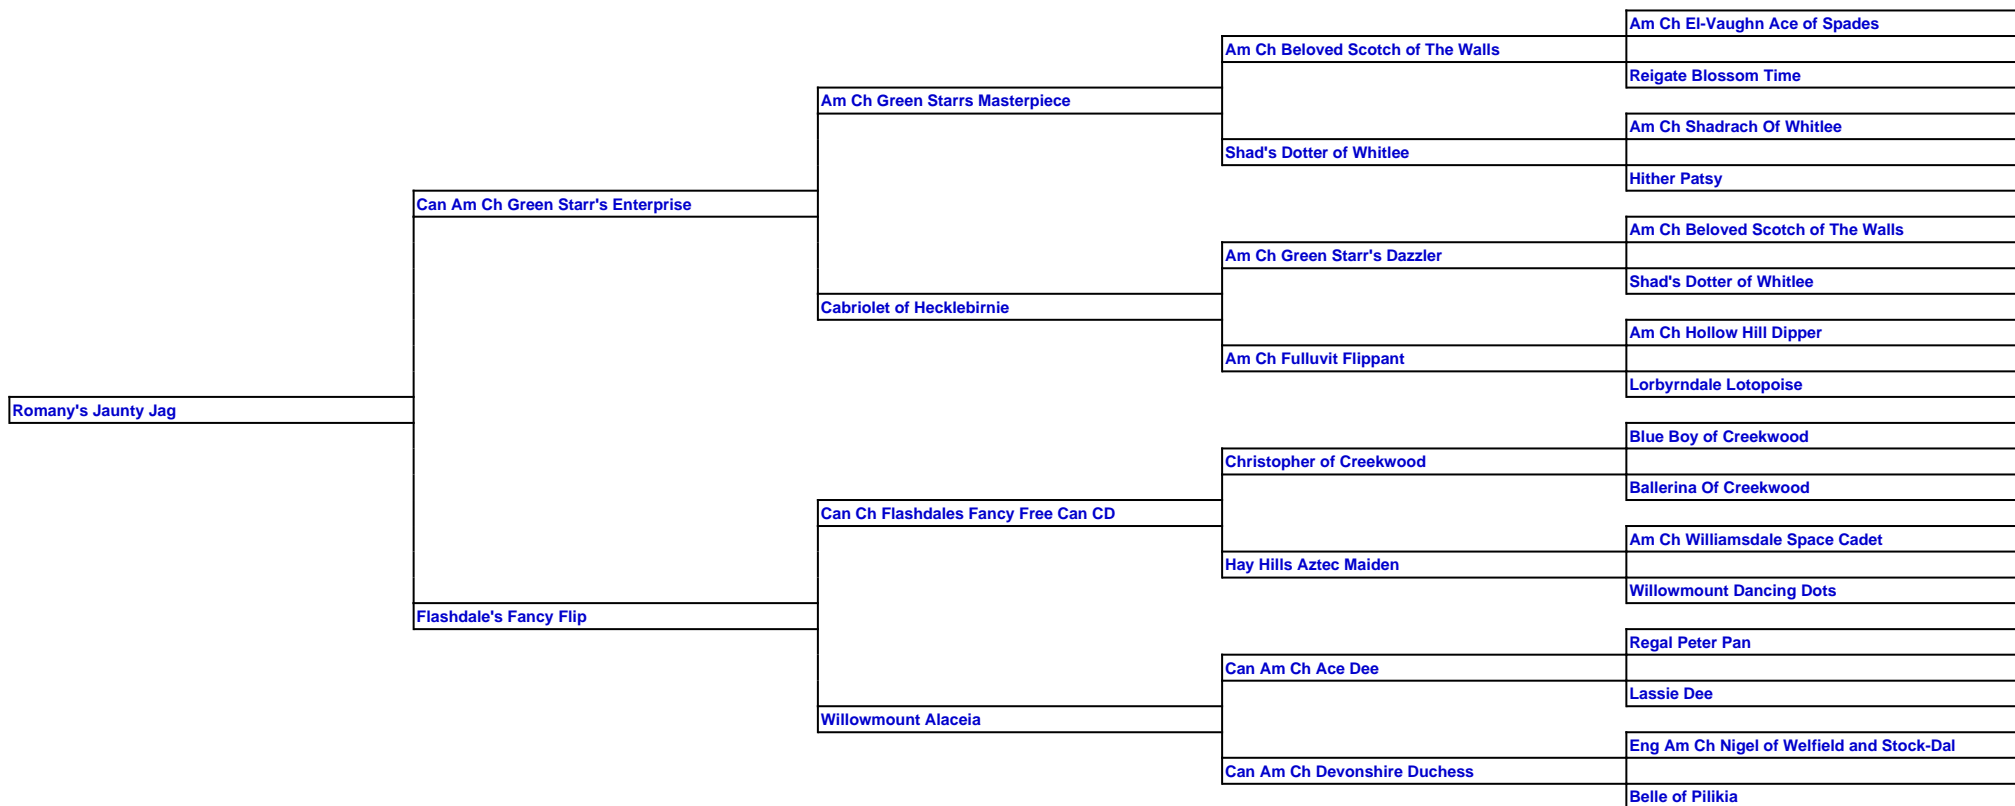 Am Ch El-Vaughn Ace of Spades
Am Ch Beloved Scotch of The Walls
Reigate Blossom Time
Am Ch Green Starrs Masterpiece
Am Ch Shadrach Of Whitlee
Shad's Dotter of Whitlee
Hither Patsy
Can Am Ch Green Starr's Enterprise
Am Ch Beloved Scotch of The Walls
Am Ch Green Starr's Dazzler
Shad's Dotter of Whitlee
Cabriolet of Hecklebirnie
Am Ch Hollow Hill Dipper
Am Ch Fulluvit Flippant
Lorbyrndale Lotopoise
Romany's Jaunty Jag
Blue Boy of Creekwood
Christopher of Creekwood
Ballerina Of Creekwood
Can Ch Flashdales Fancy Free Can CD
Am Ch Williamsdale Space Cadet
Hay Hills Aztec Maiden
Willowmount Dancing Dots
Flashdale's Fancy Flip
Regal Peter Pan
Can Am Ch Ace Dee
Lassie Dee
Willowmount Alaceia
Eng Am Ch Nigel of Welfield and Stock-Dal
Can Am Ch Devonshire Duchess
Belle of Pilikia